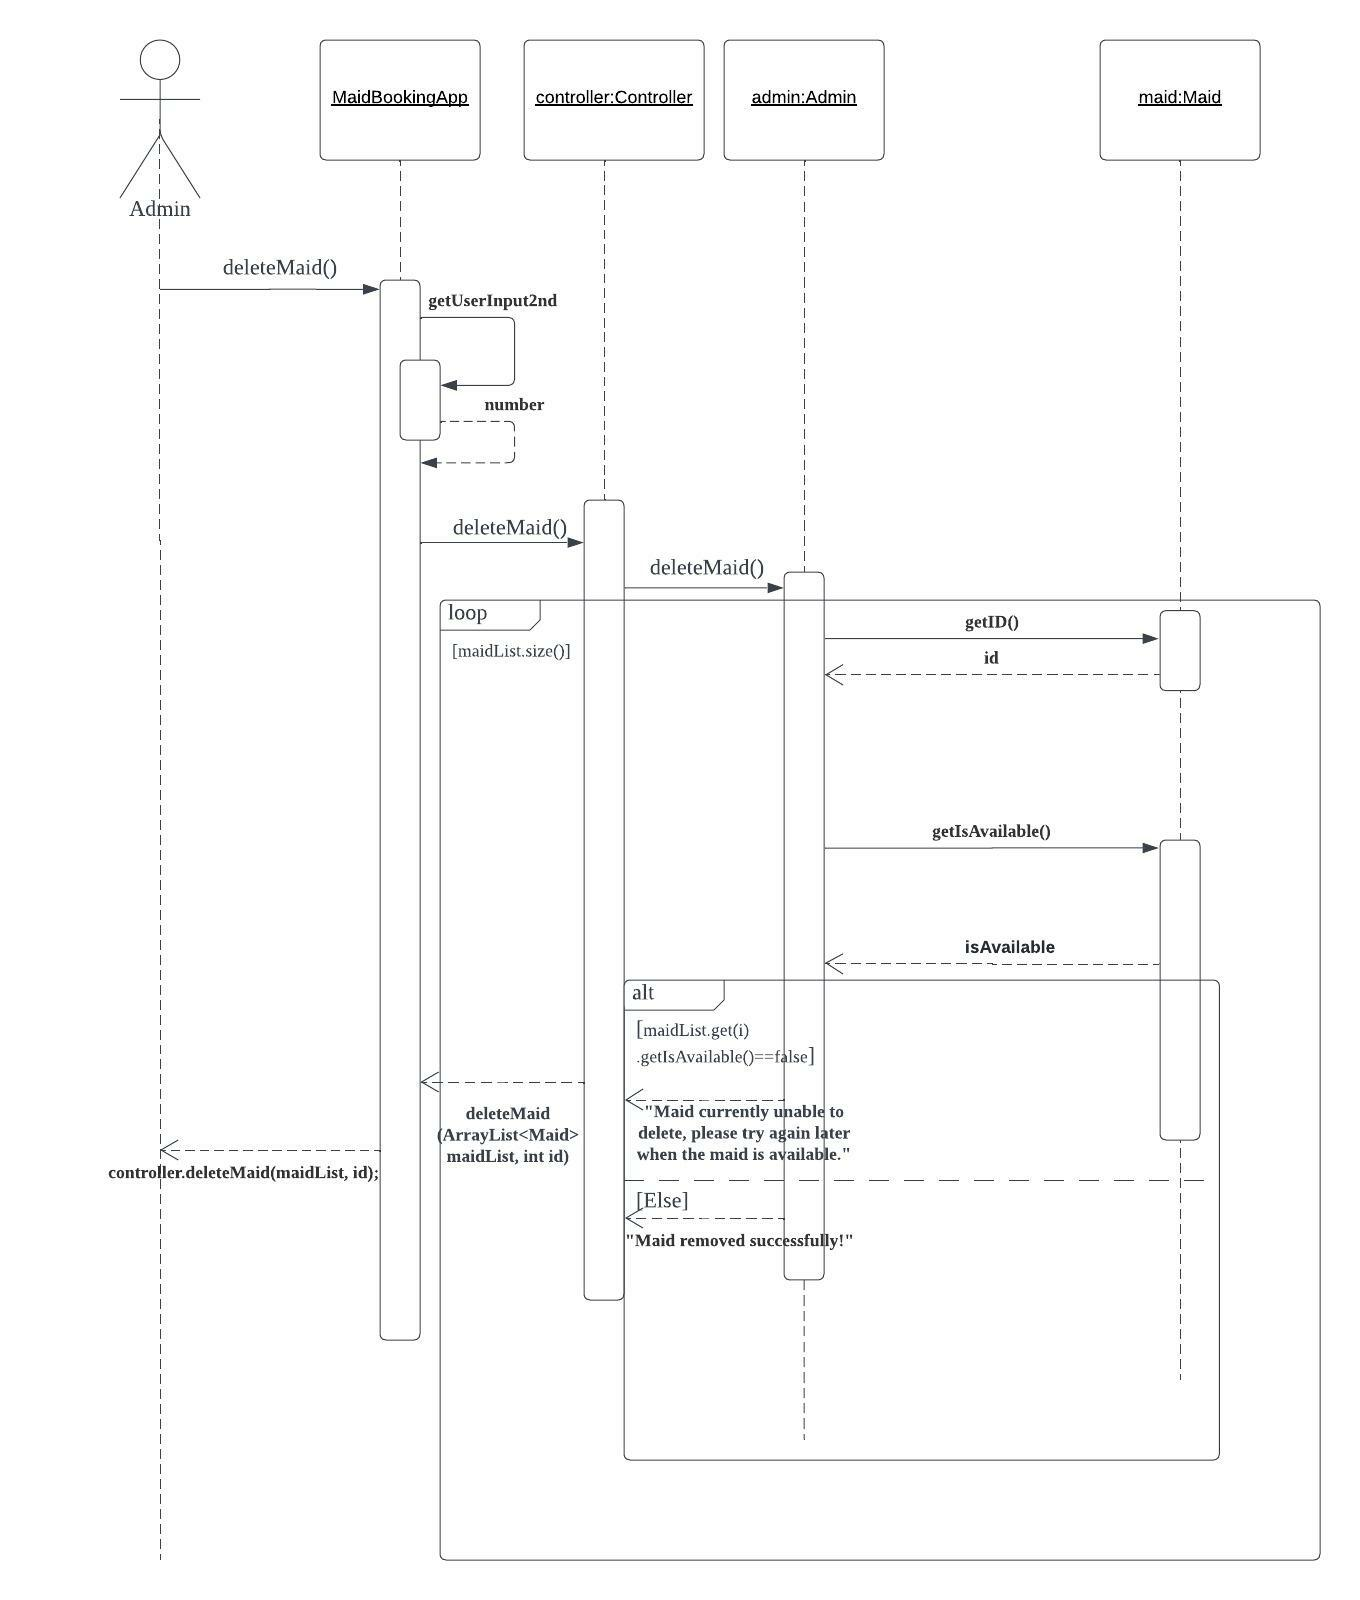 MaidBookingApp
controller:Controller
admin:Admin
maid:Maid
Admin
deleteMaid()
getUserInput2nd
number
deleteMaid()
deleteMaid()
loop
[maidList.size()]
getID()
id
getIsAvailable()
isAvailable
alt
[maidList.get(i)
.getIsAvailable()==false]
deleteMaid
(ArrayList<Maid>
maidList, int id)
"Maid currently unable to
delete, please try again later
when the maid is available."
controller.deleteMaid(maidList, id);
[Else]
"Maid removed successfully!"